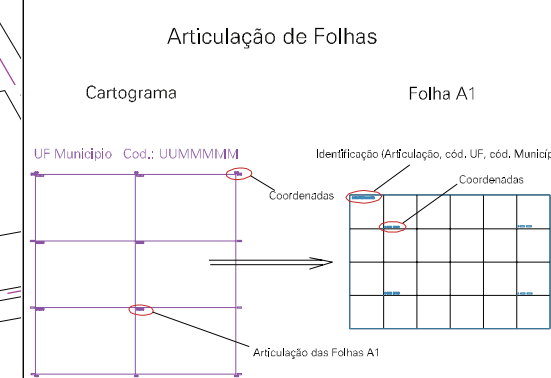 Articulação de Folhas
Cartograma
Folha A1
UF Municipio Cod.: UUMMMMM
Identificação (Articulação, cód. UF, cód. Municíp
Coordenadas
Coordenadas
Articulação das Folhas A1